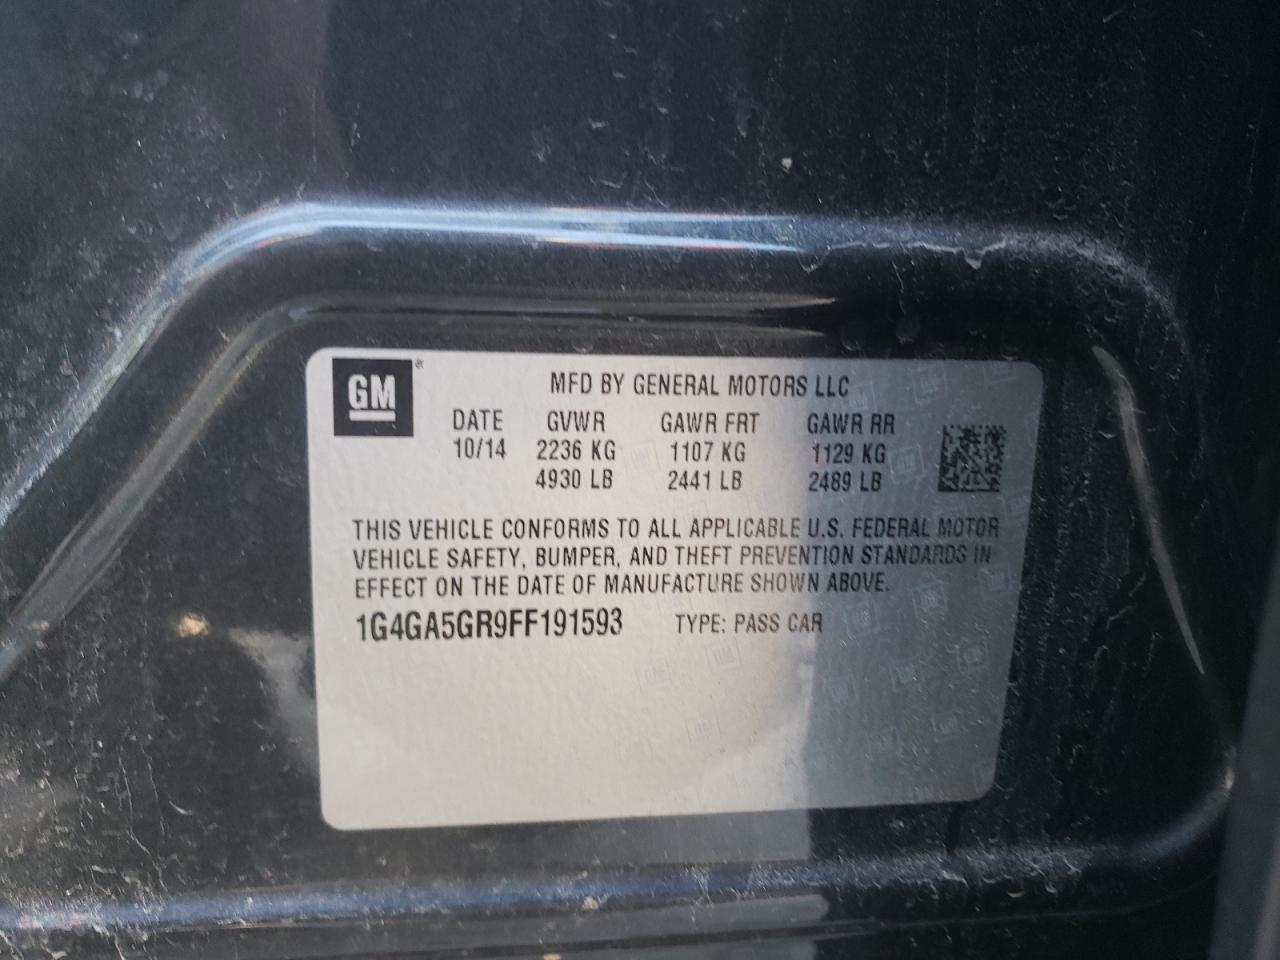 GM®
MFD BY GENERAL MOTORS LLC
DATE GVWR GAWR FRT GAWR RR
10/14 2236 KG 1107 KG 1129 KG
4930 LB 2441 LB 2489 LB
THIS VEHICLE CONFORMS TO ALL APPLICABLE U.S. FEDERAL MOTOR
VEHICLE SAFETY, BUMPER, AND THEFT PREVENTION STANDARDS IN
EFFECT ON THE DATE OF MANUFACTURE SHOWN ABOVE.
1G4GA5GR9FF191593 TYPE: PASS CAR